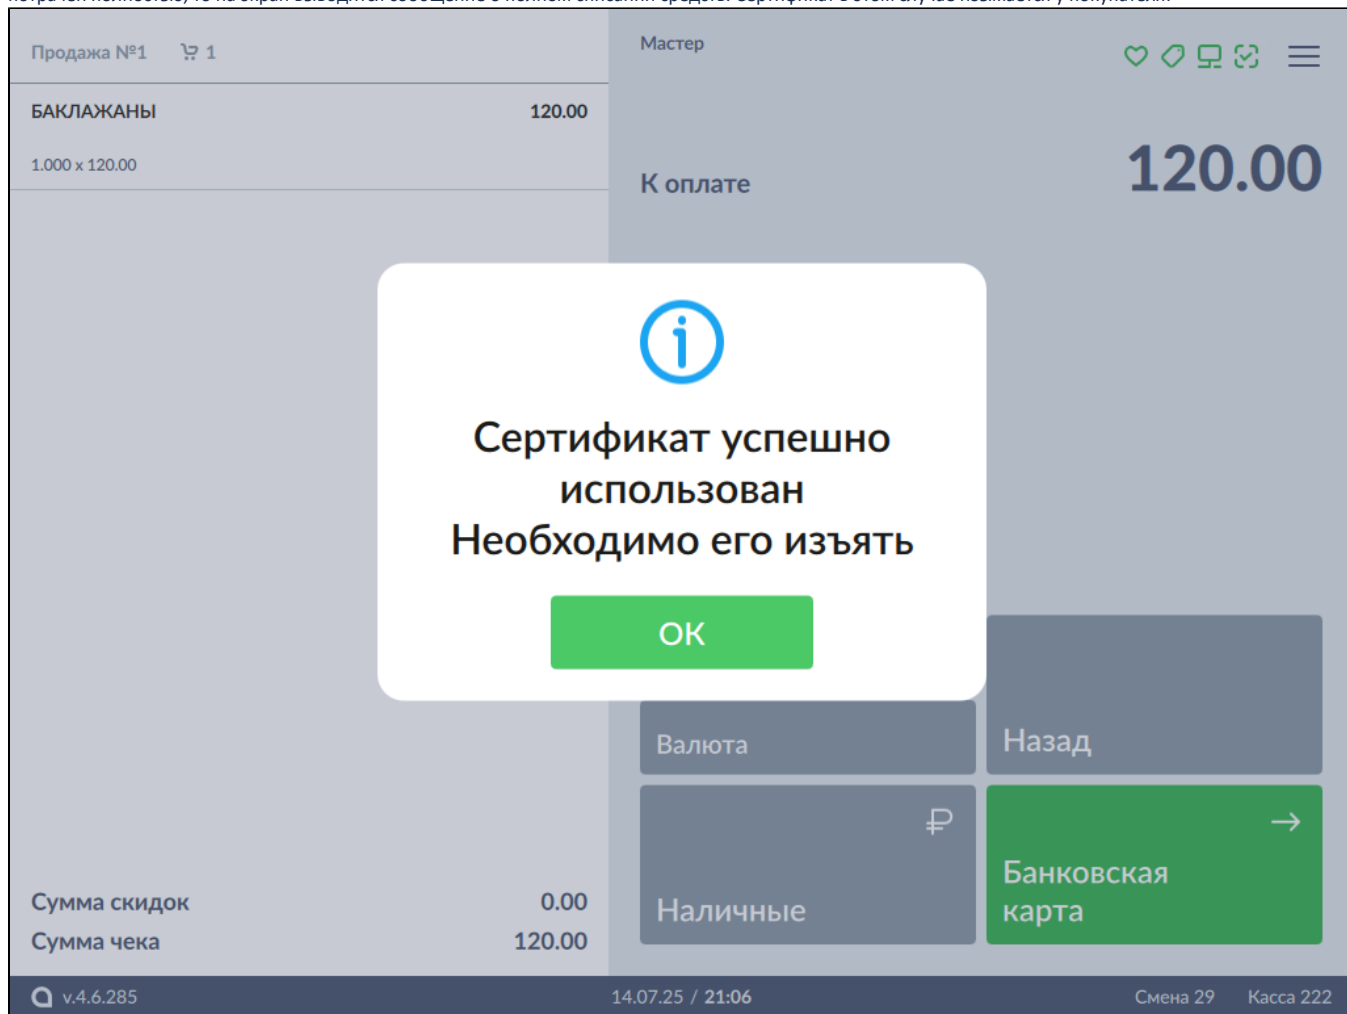 Продажа №1 1
Мастер
БАКЛАЖАНЫ 120.00
1.000 x 120.00
К оплате 120.00
Сертификат успешно
использован
Необходимо его изъять
ОК
Валюта
Назад
Наличные
Банковская
карта
Сумма скидок 0.00
Сумма чека 120.00
v.4.6.285 14.07.25 / 21:06 Смена 29 Касса 222